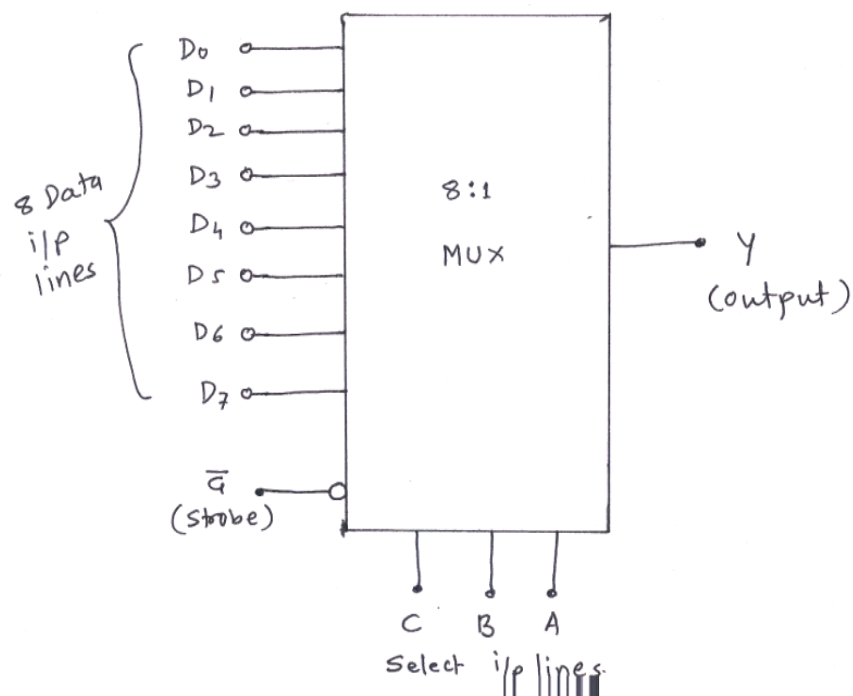 D0
D1
D2
D3
D4
D5
D6
D7
8 Data
i/p
lines
8:1
MUX
Y
(output)
G̅
(strobe)
C B A
Select i/p lines.